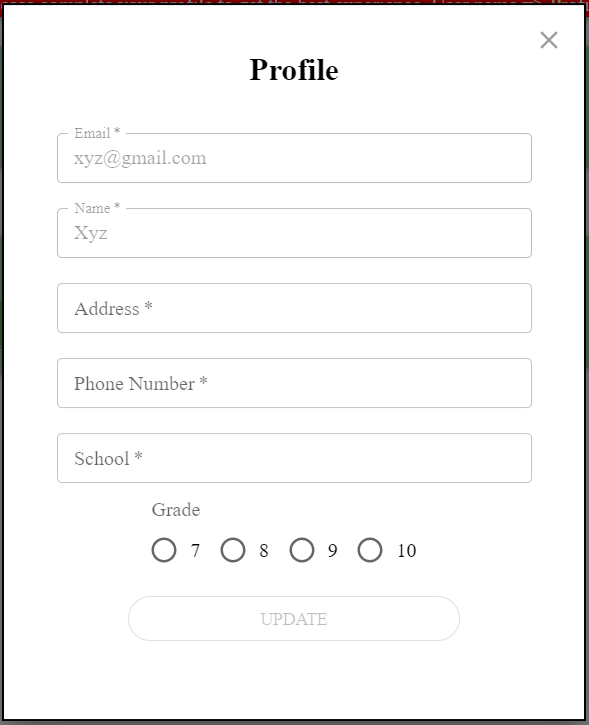 Profile
Email *
xyz@gmail.com
Name *
Xyz
Address *
Phone Number *
School *
Grade
7 8 9 10
UPDATE